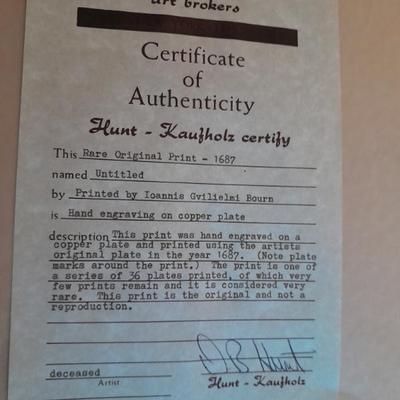 art brokers
Certificate
of
Authenticity
Hunt - Kaufholz certify
This Rare Original Print - 1687
named Untitled
by Printed by Ioannis Gvilielmi Bourn
is Hand engraving on copper plate
description This print was hand engraved on a
copper plate and printed using the artists
original plate in the year 1687. (Note plate
marks around the print.) The print is one of
a series of 36 plates printed, of which very
few prints remain and it is considered very
rare. This print is the original and not a
reproduction.
D B Hunt
deceased
Artist
Hunt - Kaufholz